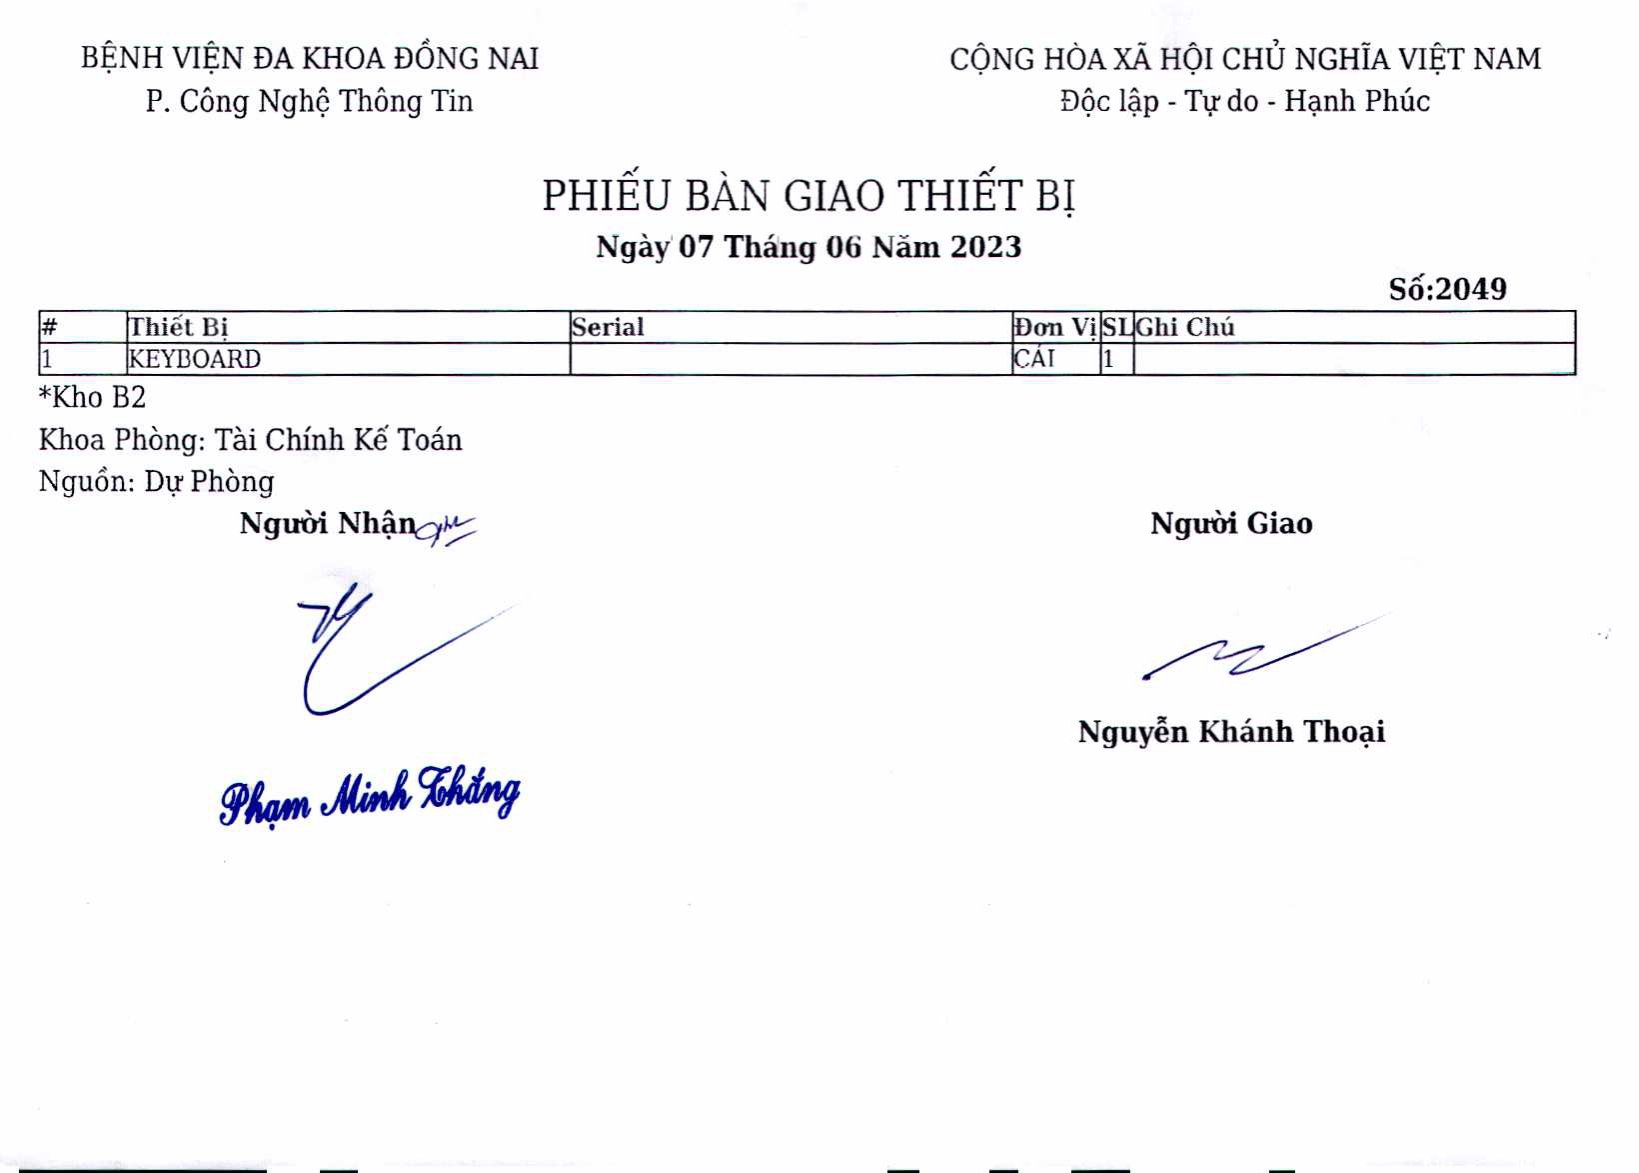 BỆNH VIỆN ĐA KHOA ĐỒNG NAI
P. Công Nghệ Thông Tin
CỘNG HÒA XÃ HỘI CHỦ NGHĨA VIỆT NAM
Độc lập - Tự do - Hạnh Phúc
PHIẾU BÀN GIAO THIẾT BỊ
Ngày 07 Tháng 06 Năm 2023
Số:2049
# Thiết Bị Serial Đơn Vị SL Ghi Chú
1 KEYBOARD CÁI 1
*Kho B2
Khoa Phòng: Tài Chính Kế Toán
Nguồn: Dự Phòng
Người Nhận Người Giao
Nguyễn Khánh Thoại
Phạm Minh Thắng